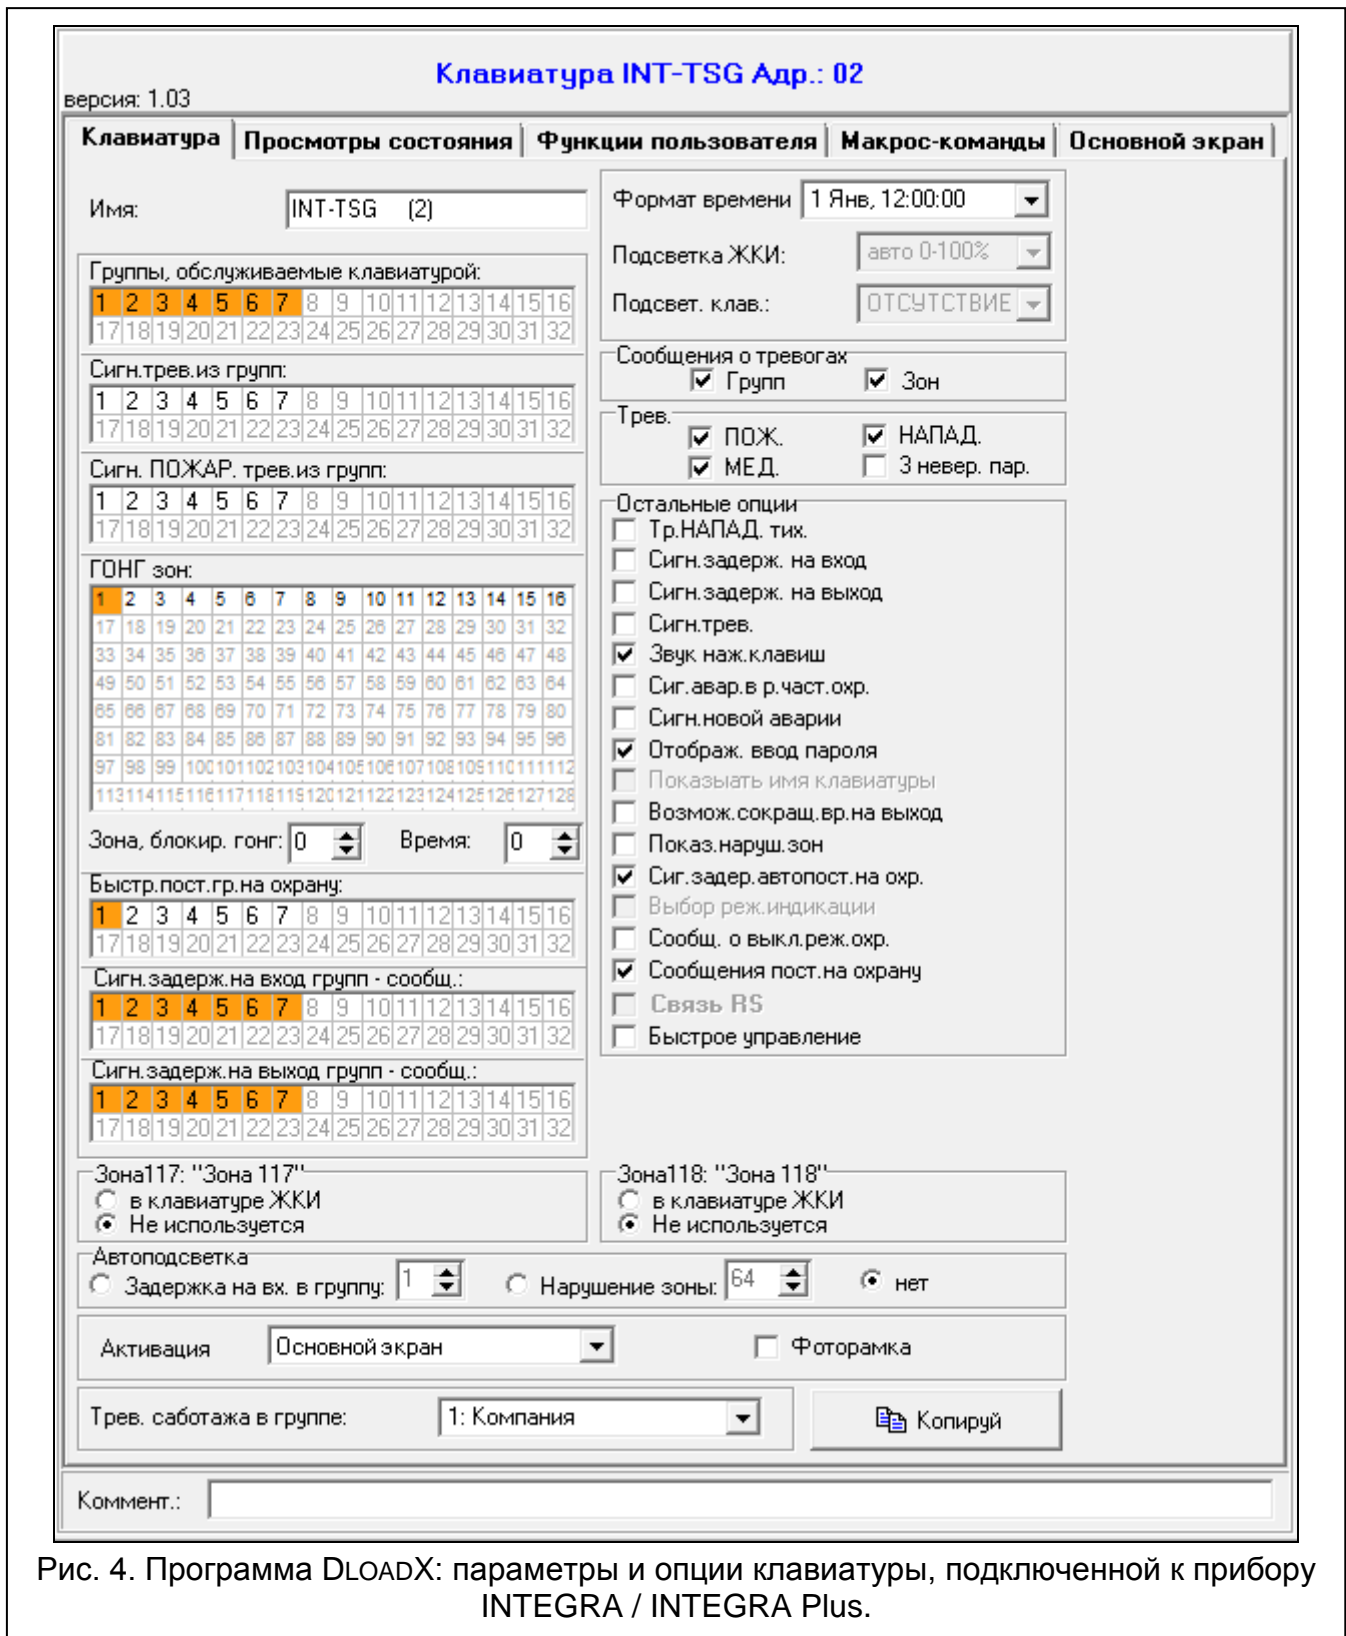 Клавиатура INT-TSG Адр.: 02
версия: 1.03
Клавиатура Просмотры состояния Функции пользователя Макрос-команды Основной экран
Имя: INT-TSG (2)
Группы, обслуживаемые клавиатурой:
1 2 3 4 5 6 7 8 9 10 11 12 13 14 15 16
17 18 19 20 21 22 23 24 25 26 27 28 29 30 31 32
Сигн.трев.из групп:
1 2 3 4 5 6 7 8 9 10 11 12 13 14 15 16
17 18 19 20 21 22 23 24 25 26 27 28 29 30 31 32
Сигн. ПОЖАР. трев.из групп:
1 2 3 4 5 6 7 8 9 10 11 12 13 14 15 16
17 18 19 20 21 22 23 24 25 26 27 28 29 30 31 32
ГОНГ зон:
1 2 3 4 5 6 7 8 9 10 11 12 13 14 15 16
17 18 19 20 21 22 23 24 25 26 27 28 29 30 31 32
33 34 35 36 37 38 39 40 41 42 43 44 45 46 47 48
49 50 51 52 53 54 55 56 57 58 59 60 61 62 63 64
65 66 67 68 69 70 71 72 73 74 75 76 77 78 79 80
81 82 83 84 85 86 87 88 89 90 91 92 93 94 95 96
97 98 99 100 101 102 103 104 105 106 107 108 109 110 111 112
113 114 115 116 117 118 119 120 121 122 123 124 125 126 127 128
Зона, блокир. гонг: 0 Время: 0
Быстр.пост.гр.на охрану:
1 2 3 4 5 6 7 8 9 10 11 12 13 14 15 16
17 18 19 20 21 22 23 24 25 26 27 28 29 30 31 32
Сигн.задерж.на вход групп - сообщ.:
1 2 3 4 5 6 7 8 9 10 11 12 13 14 15 16
17 18 19 20 21 22 23 24 25 26 27 28 29 30 31 32
Сигн.задерж.на выход групп - сообщ.:
1 2 3 4 5 6 7 8 9 10 11 12 13 14 15 16
17 18 19 20 21 22 23 24 25 26 27 28 29 30 31 32
Формат времени 1 Янв, 12:00:00
Подсветка ЖКИ: авто 0-100%
Подсвет. клав.: ОТСУТСТВИЕ
Сообщения о тревогах
Групп Зон
Трев.
ПОЖ. НАПАД.
МЕД. 3 невер. пар.
Остальные опции
Тр.НАПАД. тих.
Сигн.задерж. на вход
Сигн.задерж. на выход
Сигн.трев.
Звук наж.клавиш
Сиг.авар.в р.част.охр.
Сигн.новой аварии
Отображ. ввод пароля
Показыать имя клавиатуры
Возмож.сокращ.вр.на выход
Показ.наруш.зон
Сиг.задер.автопост.на охр.
Выбор реж.индикации
Сообщ. о выкл.реж.охр.
Сообщения пост.на охрану
Связь RS
Быстрое управление
Зона117: "Зона 117"
в клавиатуре ЖКИ
Не используется
Зона118: "Зона 118"
в клавиатуре ЖКИ
Не используется
Автоподсветка
Задержка на вх. в группу: 1 Нарушение зоны: 64 нет
Активация Основной экран Фоторамка
Трев. саботажа в группе: 1: Компания Копируй
Коммент.:
Рис. 4. Программа DLOADX: параметры и опции клавиатуры, подключенной к прибору
INTEGRA / INTEGRA Plus.